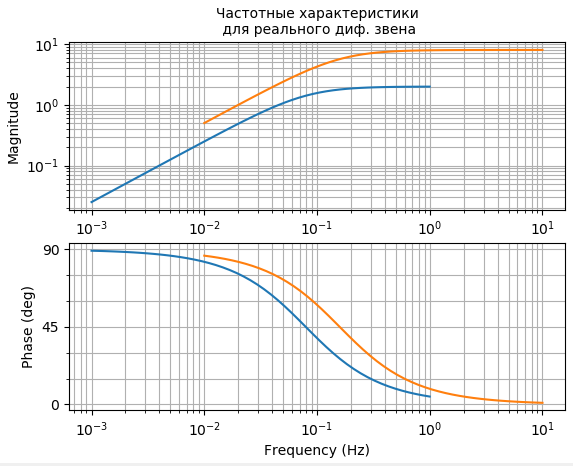 Частотные характеристики
для реального диф. звена
Magnitude
10¹
10⁰
10⁻¹
10⁻³ 10⁻² 10⁻¹ 10⁰ 10¹
Phase (deg)
90
45
0
10⁻³ 10⁻² 10⁻¹ 10⁰ 10¹
Frequency (Hz)